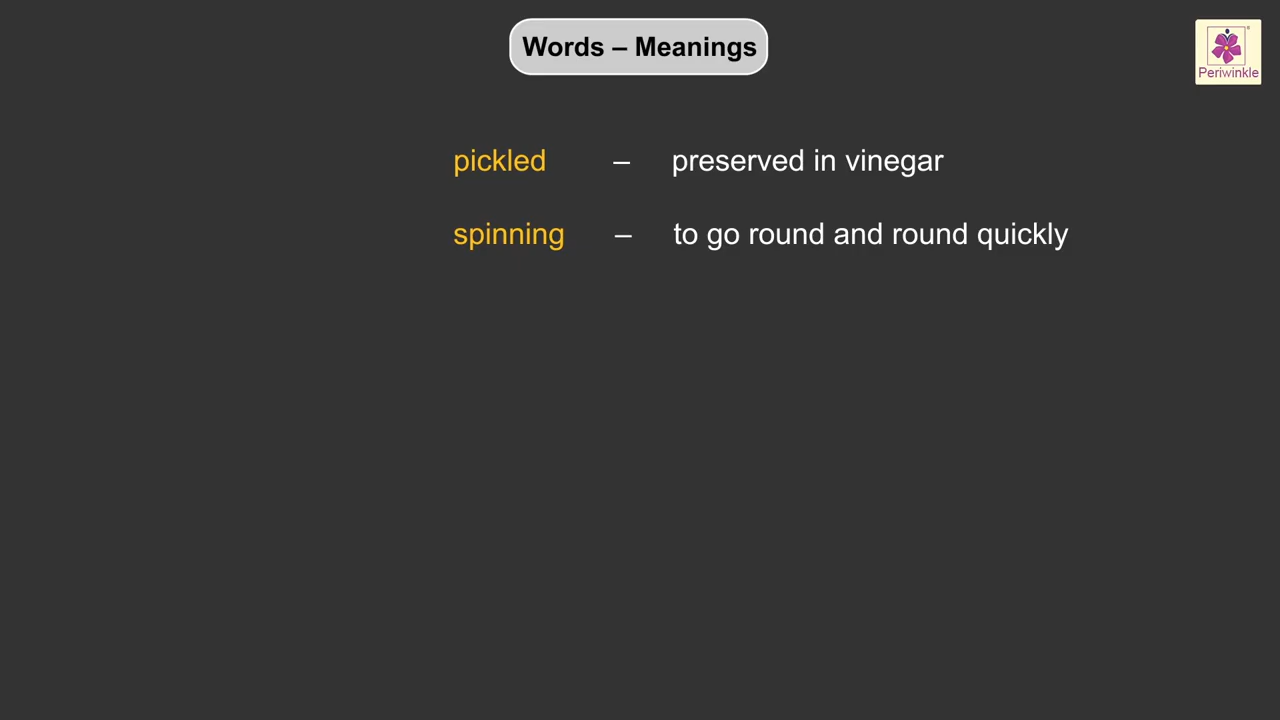 Words – Meanings
Periwinkle
pickled – preserved in vinegar
spinning – to go round and round quickly